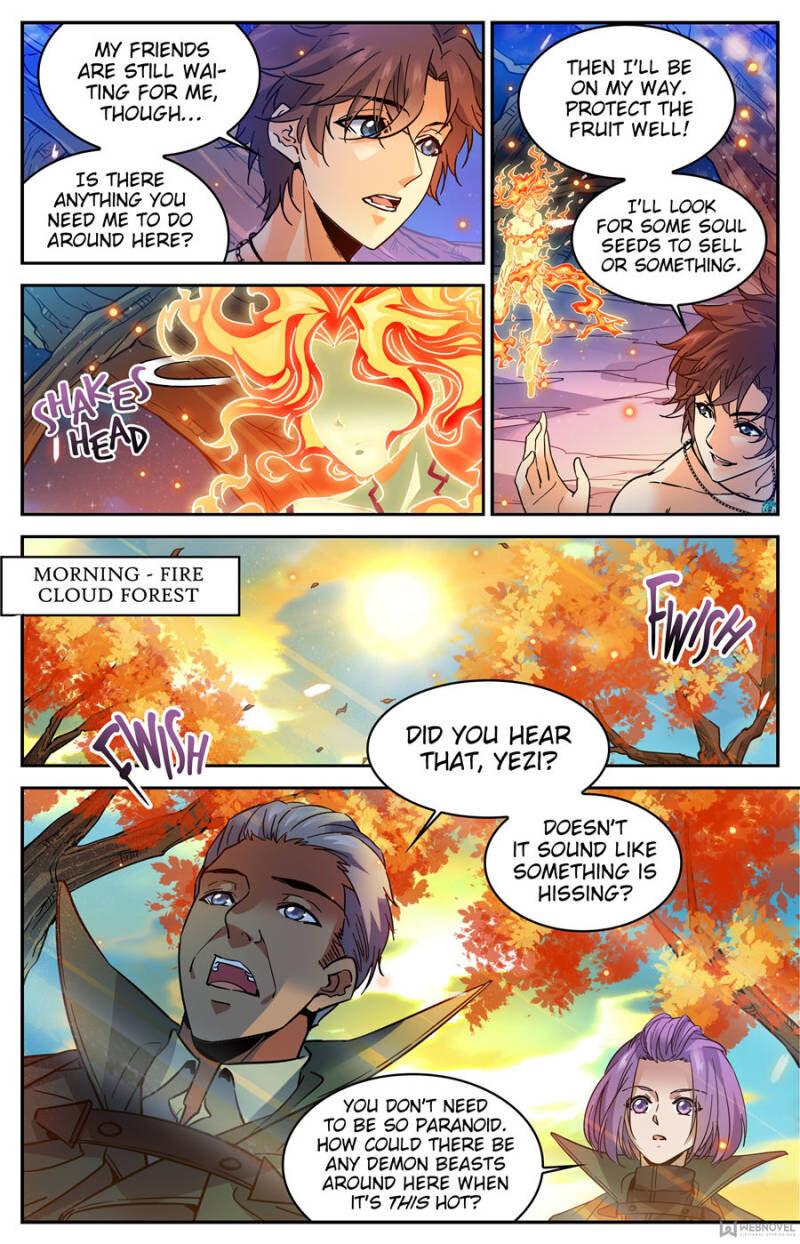 MY FRIENDS
ARE STILL WAI-
TING FOR ME,
THOUGH...
IS THERE
ANYTHING YOU
NEED ME TO DO
AROUND HERE?
THEN I'LL BE
ON MY WAY.
PROTECT THE
FRUIT WELL!
I'LL LOOK
FOR SOME SOUL
SEEDS TO SELL
OR SOMETHING.
SHAKES
HEAD
MORNING - FIRE
CLOUD FOREST
FWISH
FWISH
DID YOU HEAR
THAT, YEZI?
DOESN'T
IT SOUND LIKE
SOMETHING IS
HISSING?
YOU DON'T NEED
TO BE SO PARANOID.
HOW COULD THERE BE
ANY DEMON BEASTS
AROUND HERE WHEN
IT'S THIS HOT?
WEBNOVEL